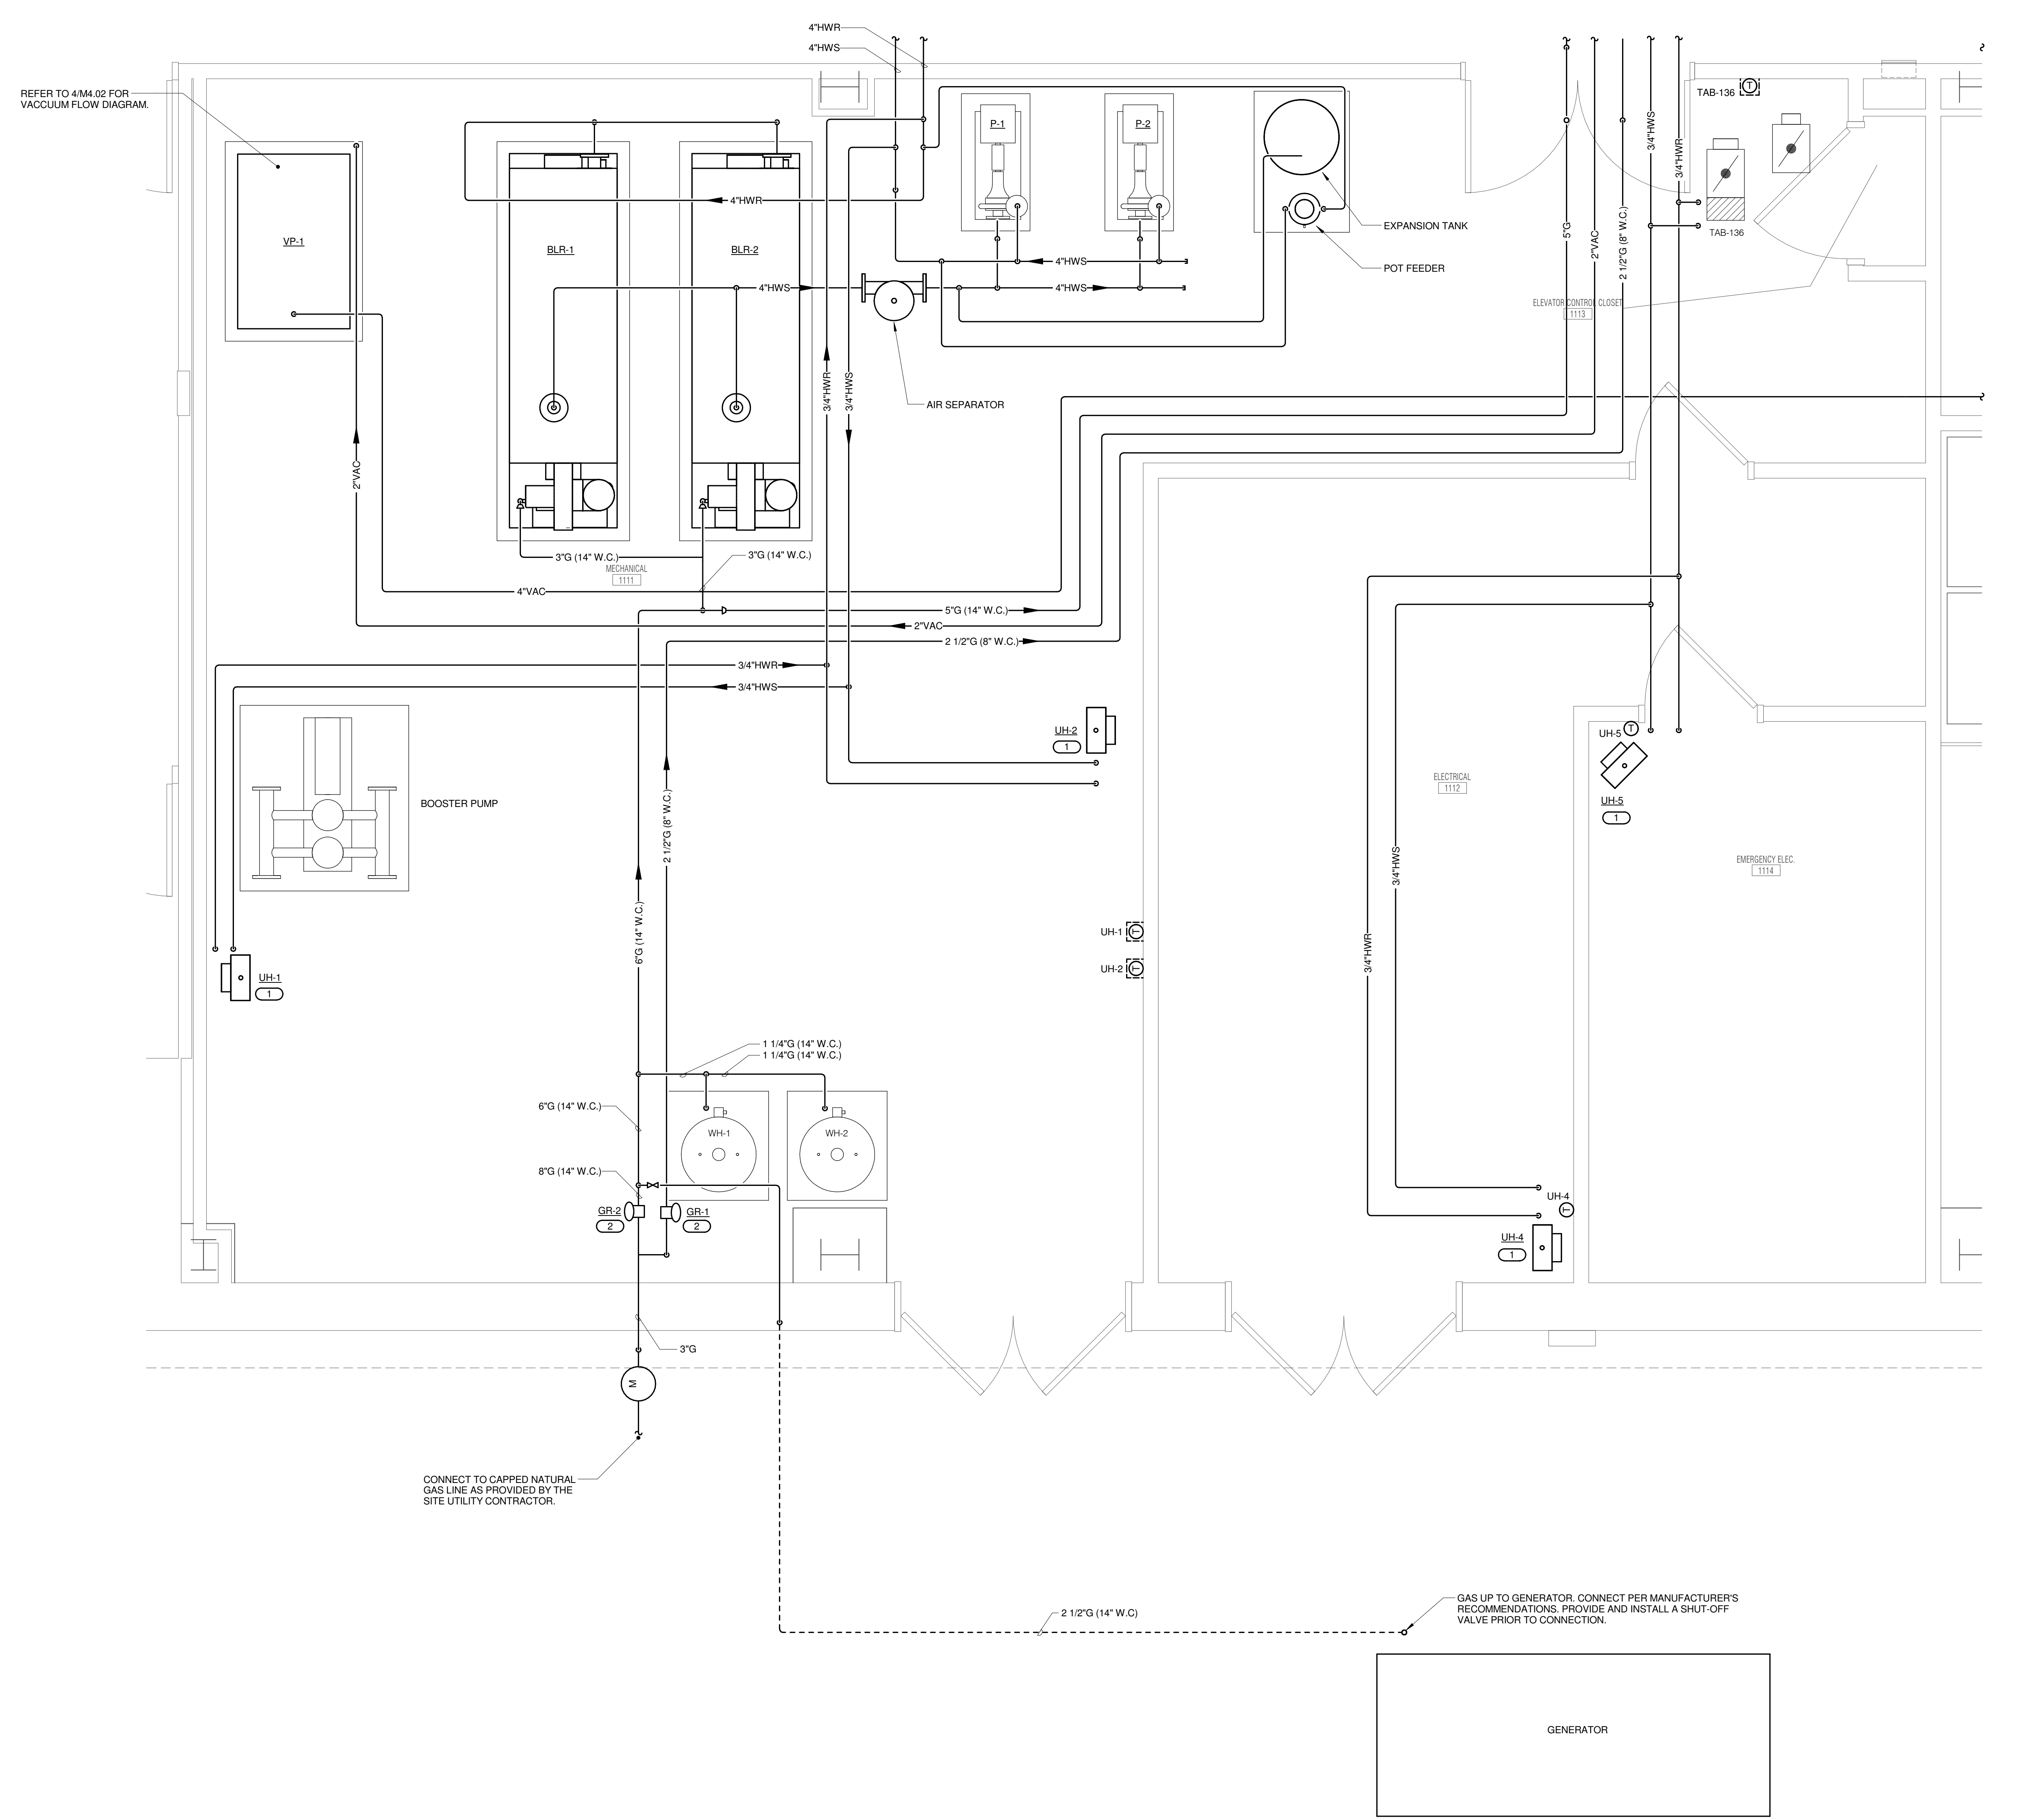 4"HWR
4"HWS
REFER TO 4/M4.02 FOR
VACCUUM FLOW DIAGRAM.
TAB-136
T
P-1
P-2
3/4"HWS
3/4"HWR
4"HWR
5"G
2"VAC
2 1/2"G (8" W.C.)
TAB-136
EXPANSION TANK
VP-1
BLR-1
BLR-2
4"HWS
POT FEEDER
4"HWS
4"HWS
ELEVATOR CONTROL CLOSET
1113
3/4"HWR
3/4"HWS
AIR SEPARATOR
2"VAC
3"G (14" W.C.)
3"G (14" W.C.)
MECHANICAL
1111
4"VAC
5"G (14" W.C.)
2"VAC
2 1/2"G (8" W.C.)
3/4"HWR
3/4"HWS
UH-2
1
UH-5
T
ELECTRICAL
1112
UH-5
1
BOOSTER PUMP
2 1/2"G (8" W.C.)
3/4"HWS
EMERGENCY ELEC.
1114
6"G (14" W.C.)
UH-1
T
3/4"HWR
UH-2
T
UH-1
1
1 1/4"G (14" W.C.)
1 1/4"G (14" W.C.)
6"G (14" W.C.)
WH-1
WH-2
8"G (14" W.C.)
UH-4
T
GR-2
2
GR-1
2
UH-4
1
3"G
M
CONNECT TO CAPPED NATURAL
GAS LINE AS PROVIDED BY THE
SITE UTILITY CONTRACTOR.
GAS UP TO GENERATOR. CONNECT PER MANUFACTURER'S
RECOMMENDATIONS. PROVIDE AND INSTALL A SHUT-OFF
VALVE PRIOR TO CONNECTION.
2 1/2"G (14" W.C)
GENERATOR